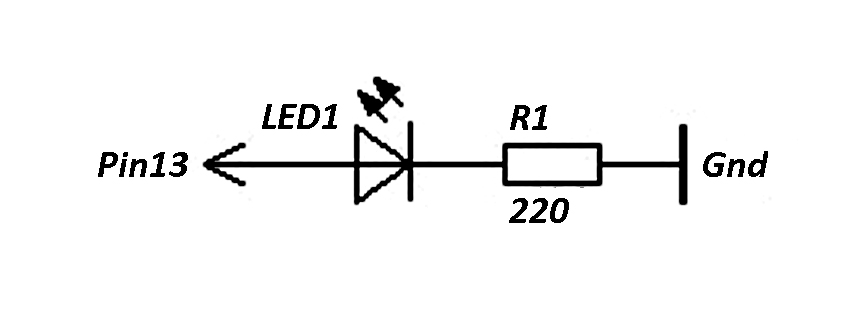 LED1
R1
Pin13
Gnd
220